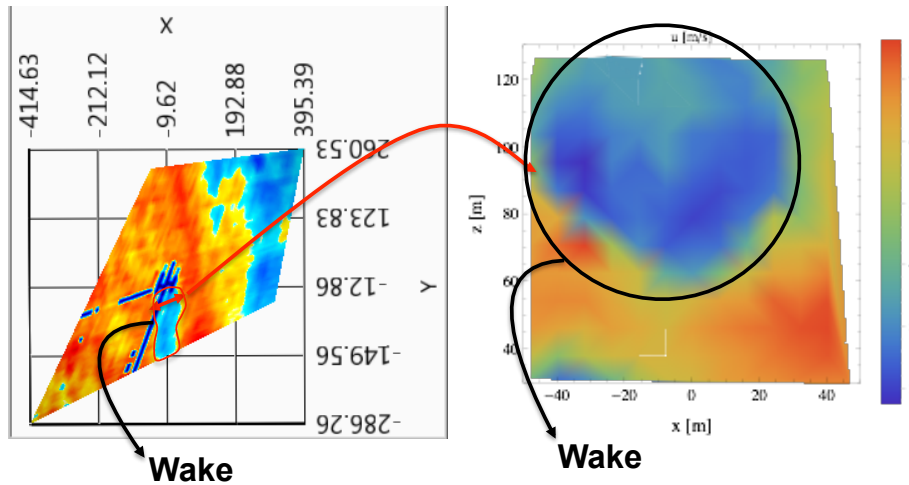 X
-414.63
-212.12
-9.62
192.88
395.39
260.53
123.83
-12.86
-149.56
-286.26
Y
Wake
u [m/s]
120
100
80
60
40
z [m]
-40
-20
0
20
40
x [m]
Wake